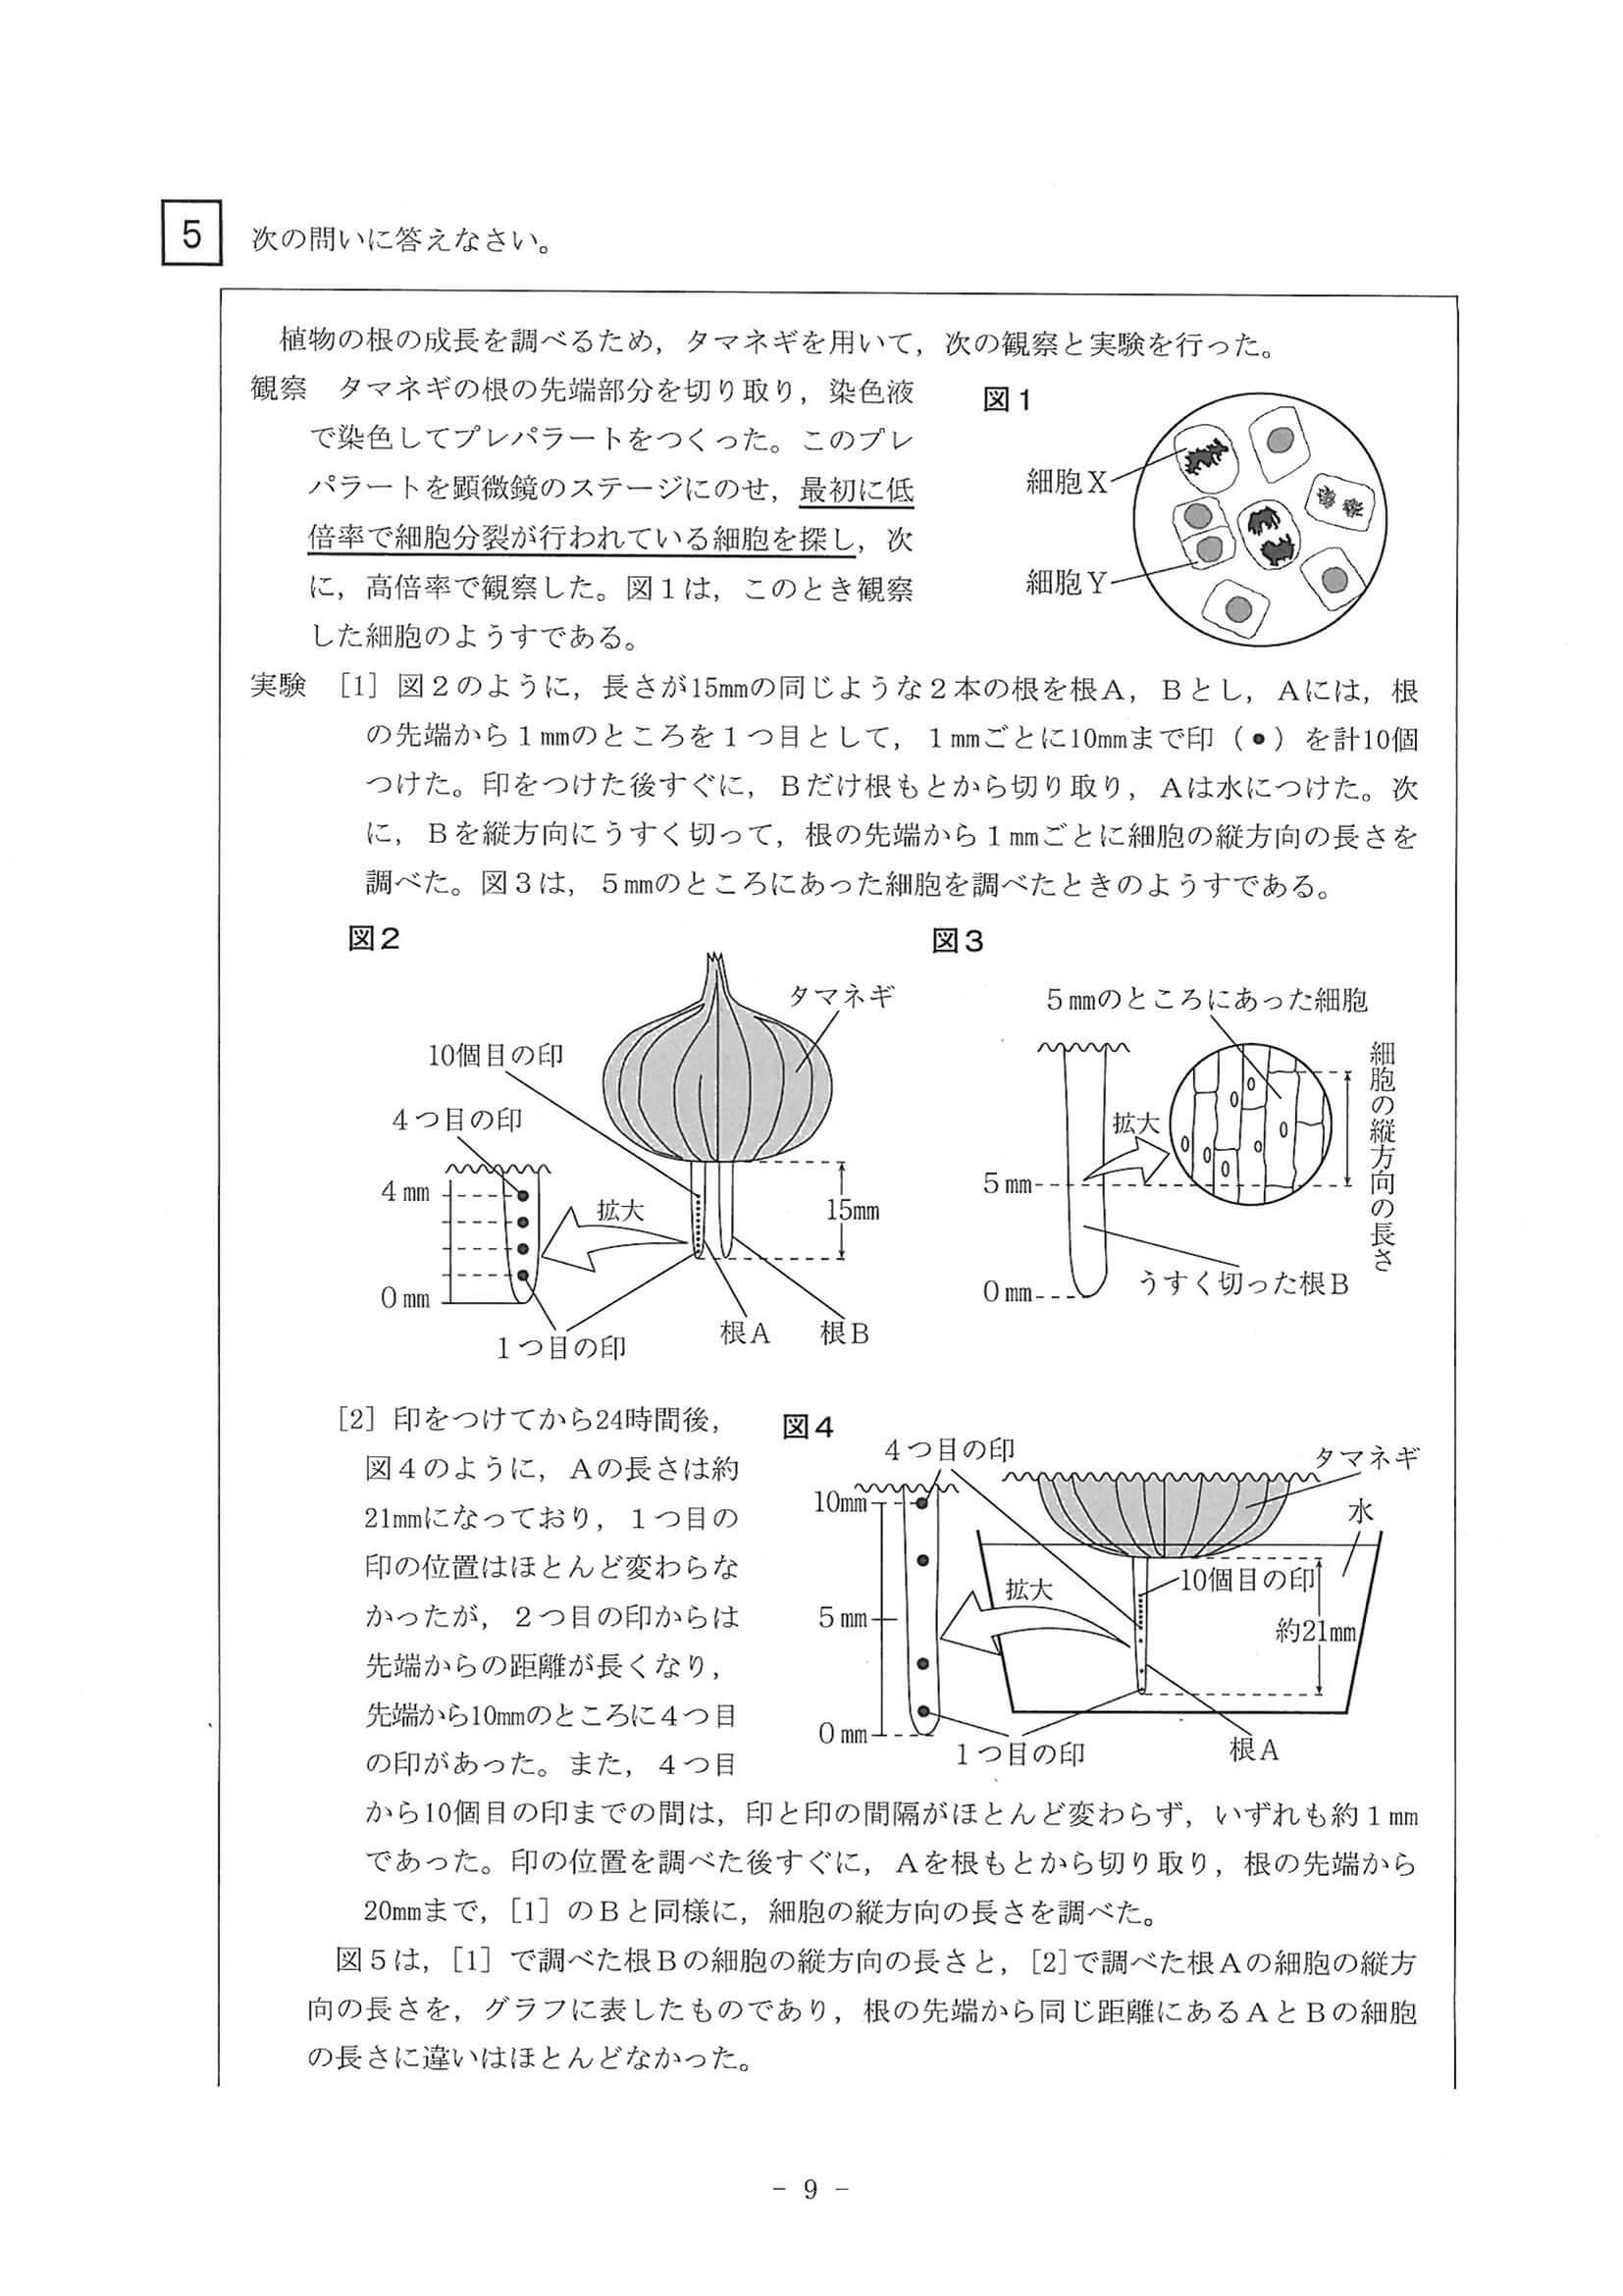 5 次の問いに答えなさい。
植物の根の成長を調べるため，タマネギを用いて，次の観察と実験を行った。
観察　タマネギの根の先端部分を切り取り，染色液
で染色してプレパラートをつくった。このプレ
パラートを顕微鏡のステージにのせ，最初に低
倍率で細胞分裂が行われている細胞を探し，次
に，高倍率で観察した。図１は，このとき観察
した細胞のようすである。
図１
細胞Ｘ
細胞Ｙ
実験　［1］図２のように，長さが15mmの同じような２本の根を根Ａ，Ｂとし，Ａには，根
の先端から１mmのところを１つ目として，１mmごとに10mmまで印（●）を計10個
つけた。印をつけた後すぐに，Ｂだけ根もとから切り取り，Ａは水につけた。次
に，Ｂを縦方向にうすく切って，根の先端から１mmごとに細胞の縦方向の長さを
調べた。図３は，５mmのところにあった細胞を調べたときのようすである。
図２
タマネギ
10個目の印
４つ目の印
４mm
拡大
15mm
０mm
１つ目の印
根Ａ
根Ｂ
図３
５mmのところにあった細胞
拡大
細胞の縦方向の長さ
５mm
０mm
うすく切った根Ｂ
［2］印をつけてから24時間後，
図４のように，Ａの長さは約
21mmになっており，１つ目の
印の位置はほとんど変わらな
かったが，２つ目の印からは
先端からの距離が長くなり，
先端から10mmのところに４つ目
の印があった。また，４つ目
から10個目の印までの間は，印と印の間隔がほとんど変わらず，いずれも約１mm
であった。印の位置を調べた後すぐに，Ａを根もとから切り取り，根の先端から
20mmまで，［1］のＢと同様に，細胞の縦方向の長さを調べた。
図４
４つ目の印
タマネギ
10mm
水
10個目の印
拡大
５mm
約21mm
０mm
１つ目の印
根Ａ
図５は，［1］で調べた根Ｂの細胞の縦方向の長さと，［2］で調べた根Ａの細胞の縦方
向の長さを，グラフに表したものであり，根の先端から同じ距離にあるＡとＢの細胞
の長さに違いはほとんどなかった。
－ 9 －